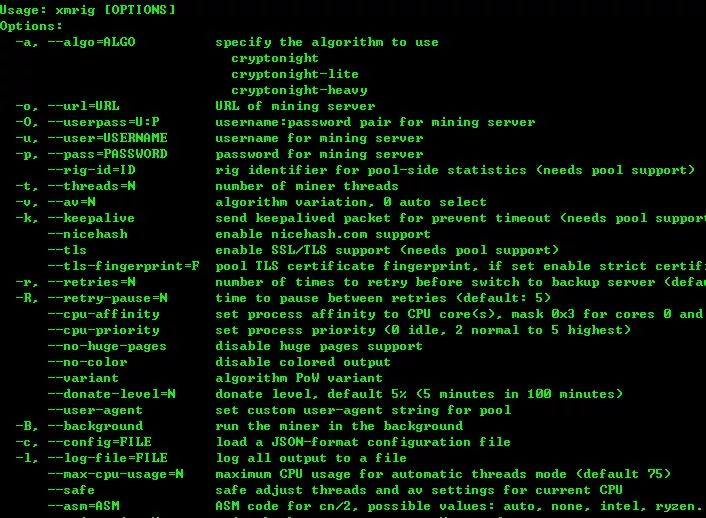 Usage: xmrig [OPTIONS]
Options:
-a, --algo=ALGO specify the algorithm to use
cryptonight
cryptonight-lite
cryptonight-heavy
-o, --url=URL URL of mining server
-O, --userpass=U:P username:password pair for mining server
-u, --user=USERNAME username for mining server
-p, --pass=PASSWORD password for mining server
--rig-id=ID rig identifier for pool-side statistics (needs pool support)
-t, --threads=N number of miner threads
-v, --av=N algorithm variation, 0 auto select
-k, --keepalive send keepalived packet for prevent timeout (needs pool suppor
--nicehash enable nicehash.com support
--tls enable SSL/TLS support (needs pool support)
--tls-fingerprint=F pool TLS certificate fingerprint, if set enable strict certif
-r, --retries=N number of times to retry before switch to backup server (defa
-R, --retry-pause=N time to pause between retries (default: 5)
--cpu-affinity set process affinity to CPU core(s), mask 0x3 for cores 0 and
--cpu-priority set process priority (0 idle, 2 normal to 5 highest)
--no-huge-pages disable huge pages support
--no-color disable colored output
--variant algorithm PoW variant
--donate-level=N donate level, default 5% (5 minutes in 100 minutes)
--user-agent set custom user-agent string for pool
-B, --background run the miner in the background
-c, --config=FILE load a JSON-format configuration file
-l, --log-file=FILE log all output to a file
--max-cpu-usage=N maximum CPU usage for automatic threads mode (default 75)
--safe safe adjust threads and av settings for current CPU
--asm=ASM ASM code for cn/2, possible values: auto, none, intel, ryzen.